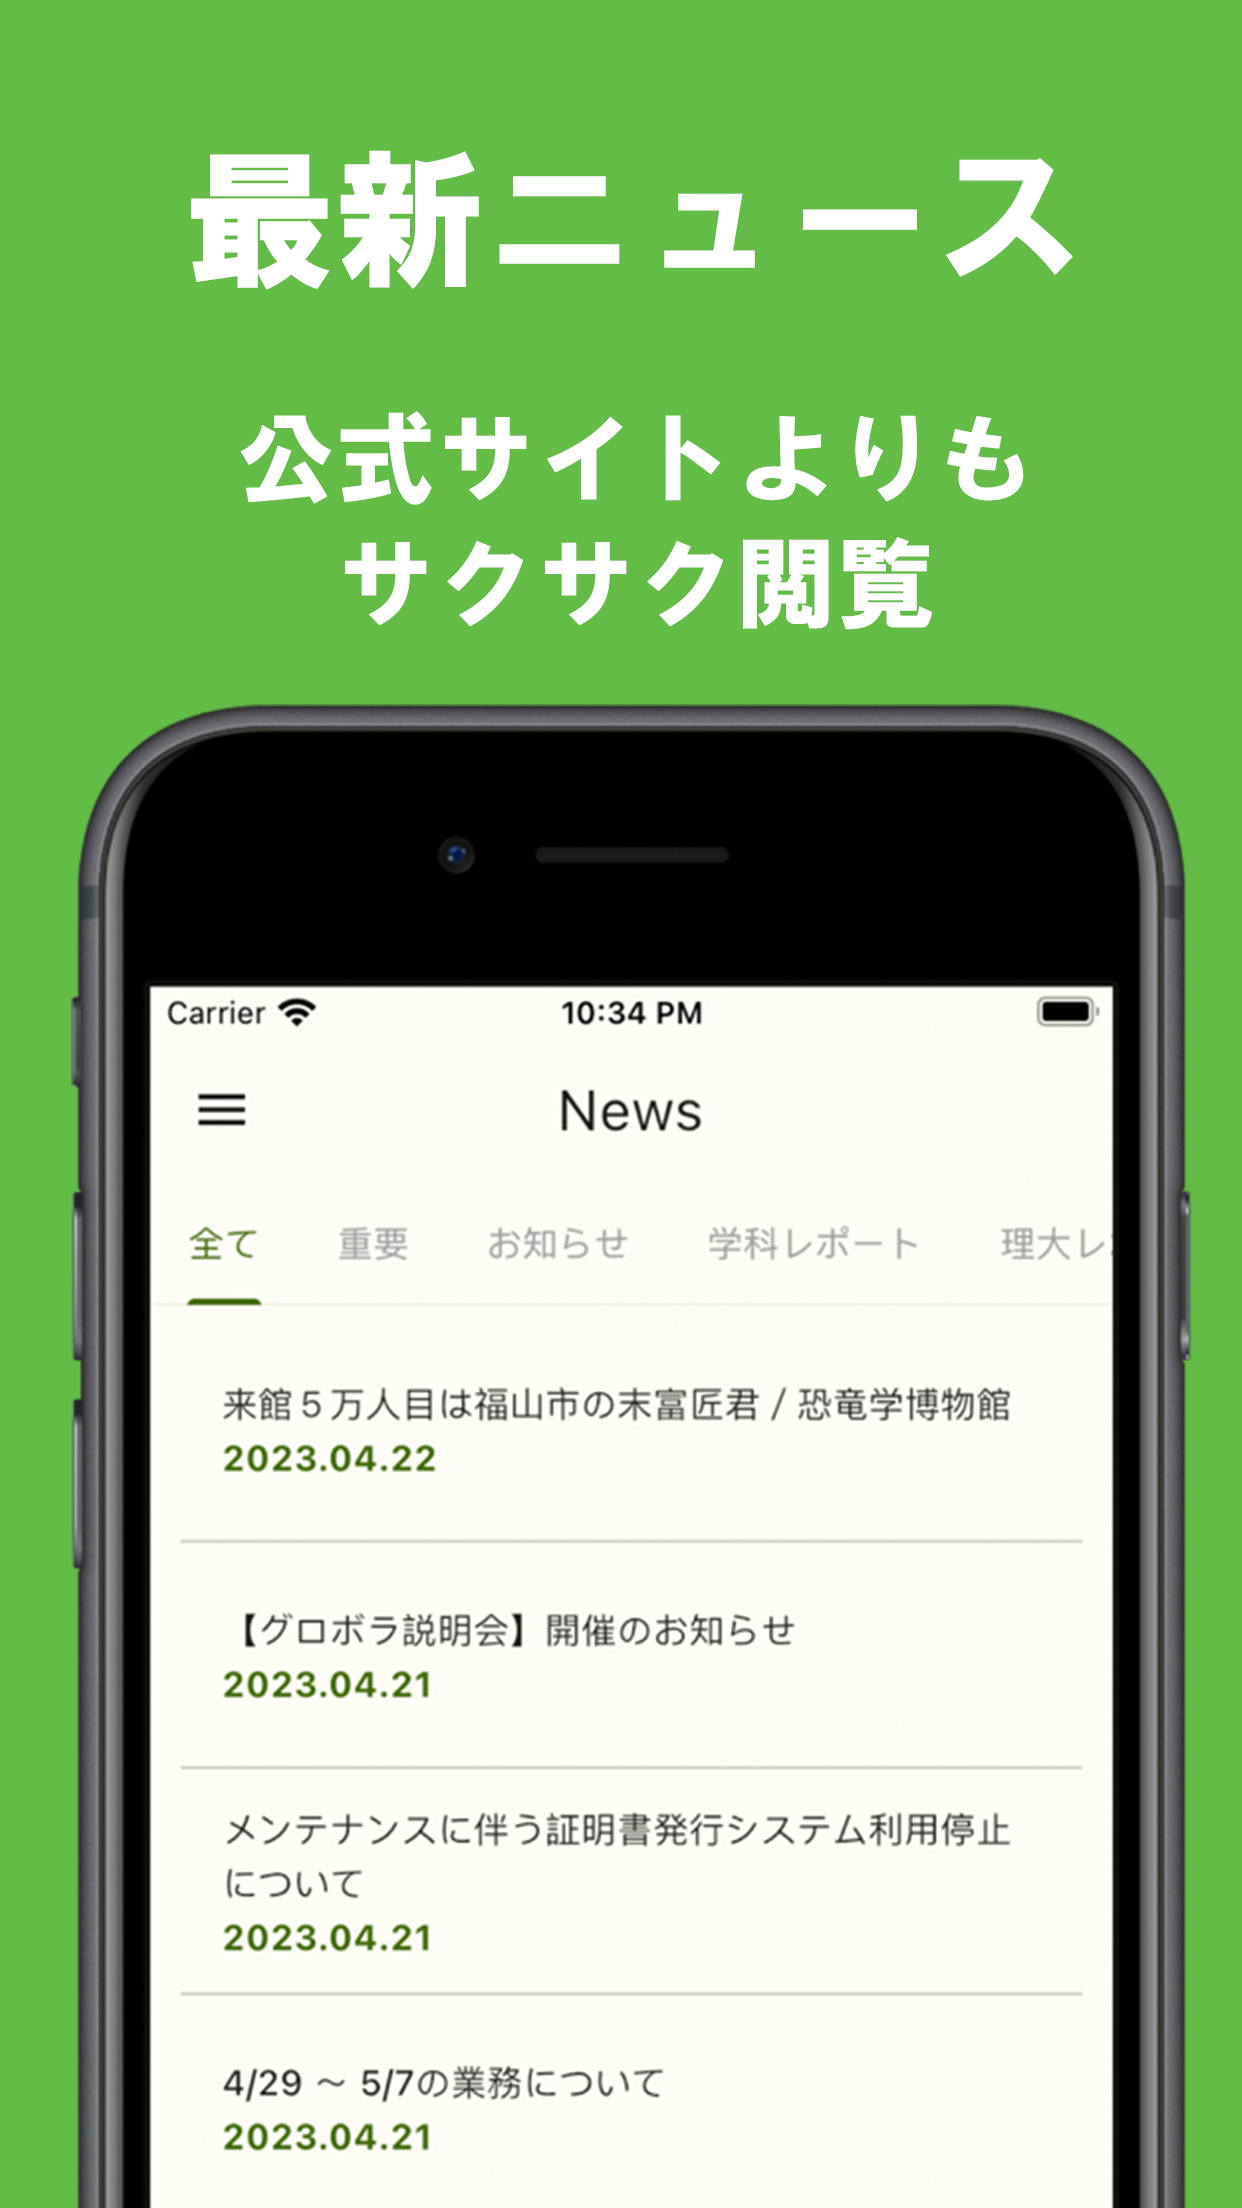 最新ニュース
公式サイトよりも
サクサク閲覧
Carrier 10:34 PM
News
全て 重要 お知らせ 学科レポート 理大レ
来館５万人目は福山市の末富匠君 / 恐竜学博物館
2023.04.22
【グロボラ説明会】開催のお知らせ
2023.04.21
メンテナンスに伴う証明書発行システム利用停止
について
2023.04.21
4/29 ～ 5/7の業務について
2023.04.21